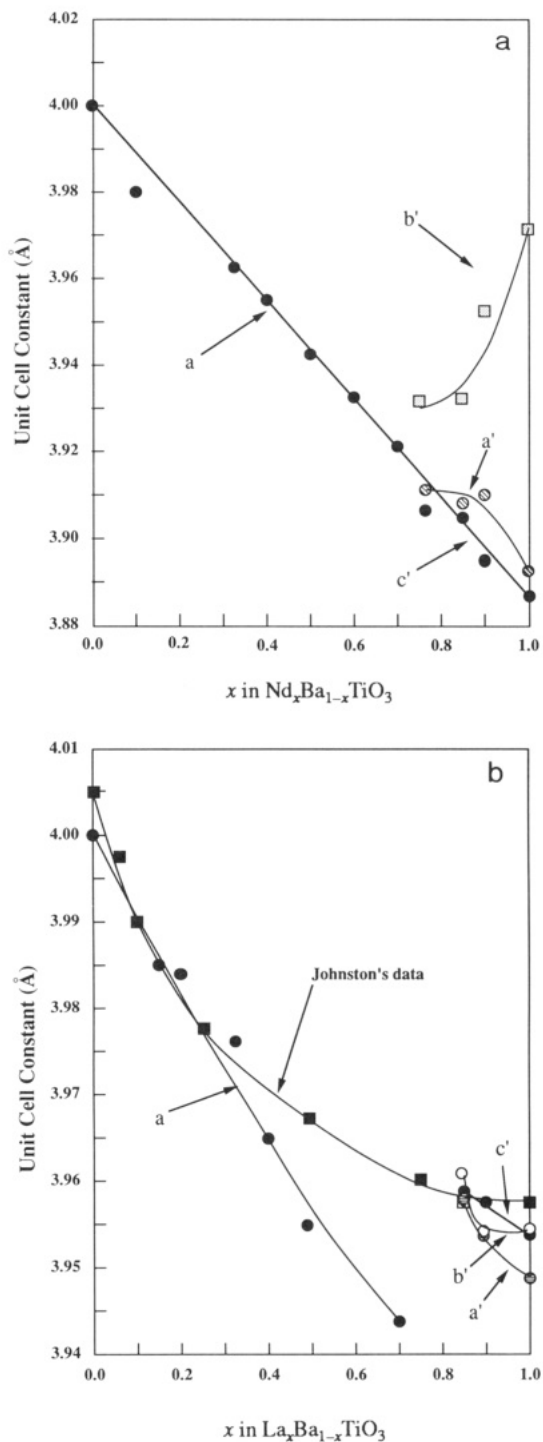 a
4.02
4.00
3.98
3.96
3.94
3.92
3.90
3.88
Unit Cell Constant (Å)
b'
a
a'
c'
0.0 0.2 0.4 0.6 0.8 1.0
x in NdₓBa₁₋ₓTiO₃
b
4.01
4.00
3.99
3.98
3.97
3.96
3.95
3.94
Unit Cell Constant (Å)
Johnston's data
a
c'
b'
a'
0.0 0.2 0.4 0.6 0.8 1.0
x in LaₓBa₁₋ₓTiO₃